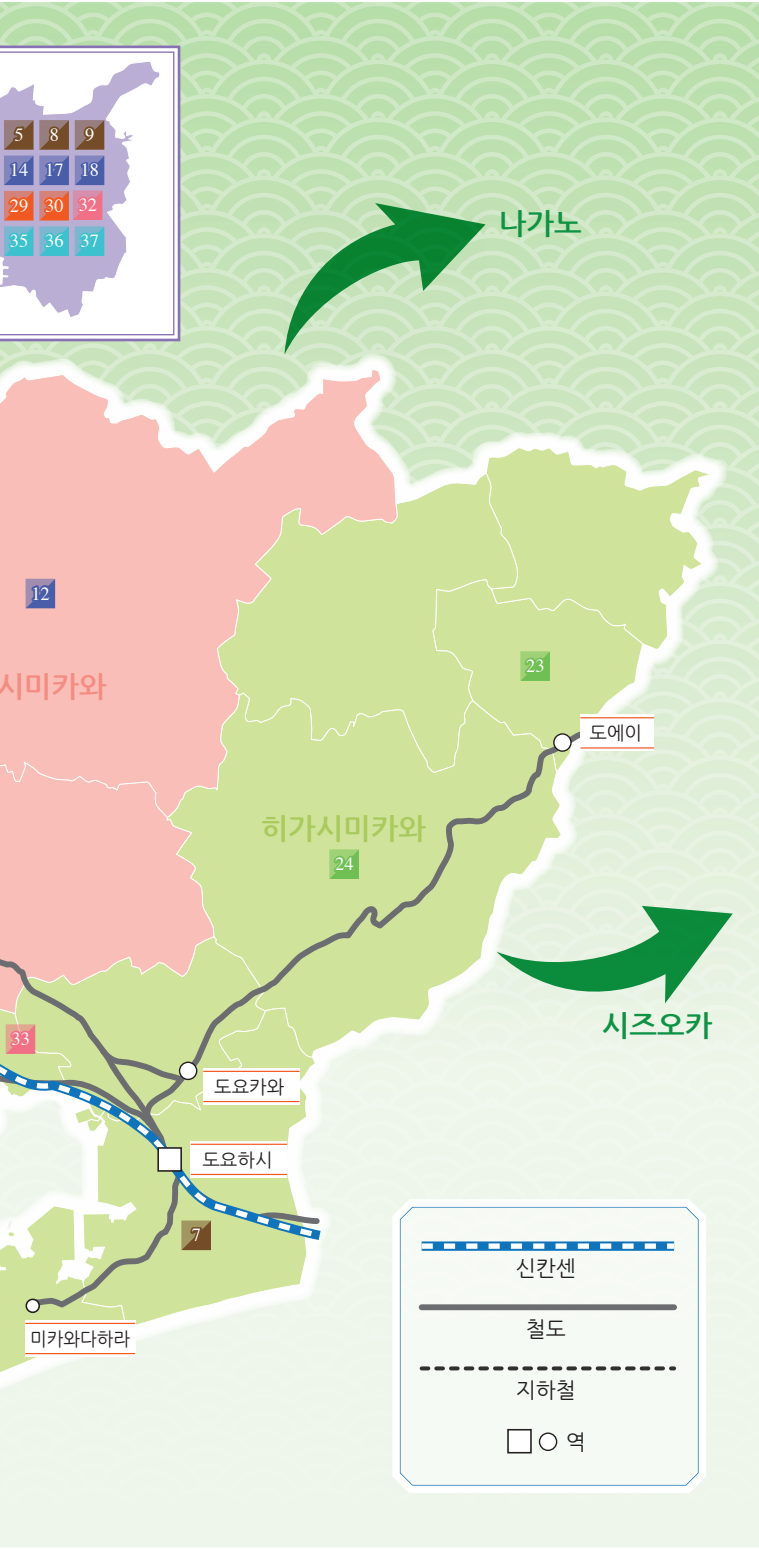 5 8 9
14 17 18
29 30 32
35 36 37
나가노
12
23
시미카와
도에이
히가시미카와
24
시즈오카
33
도요카와
도요하시
7
미카와다하라
신칸센
철도
지하철
역